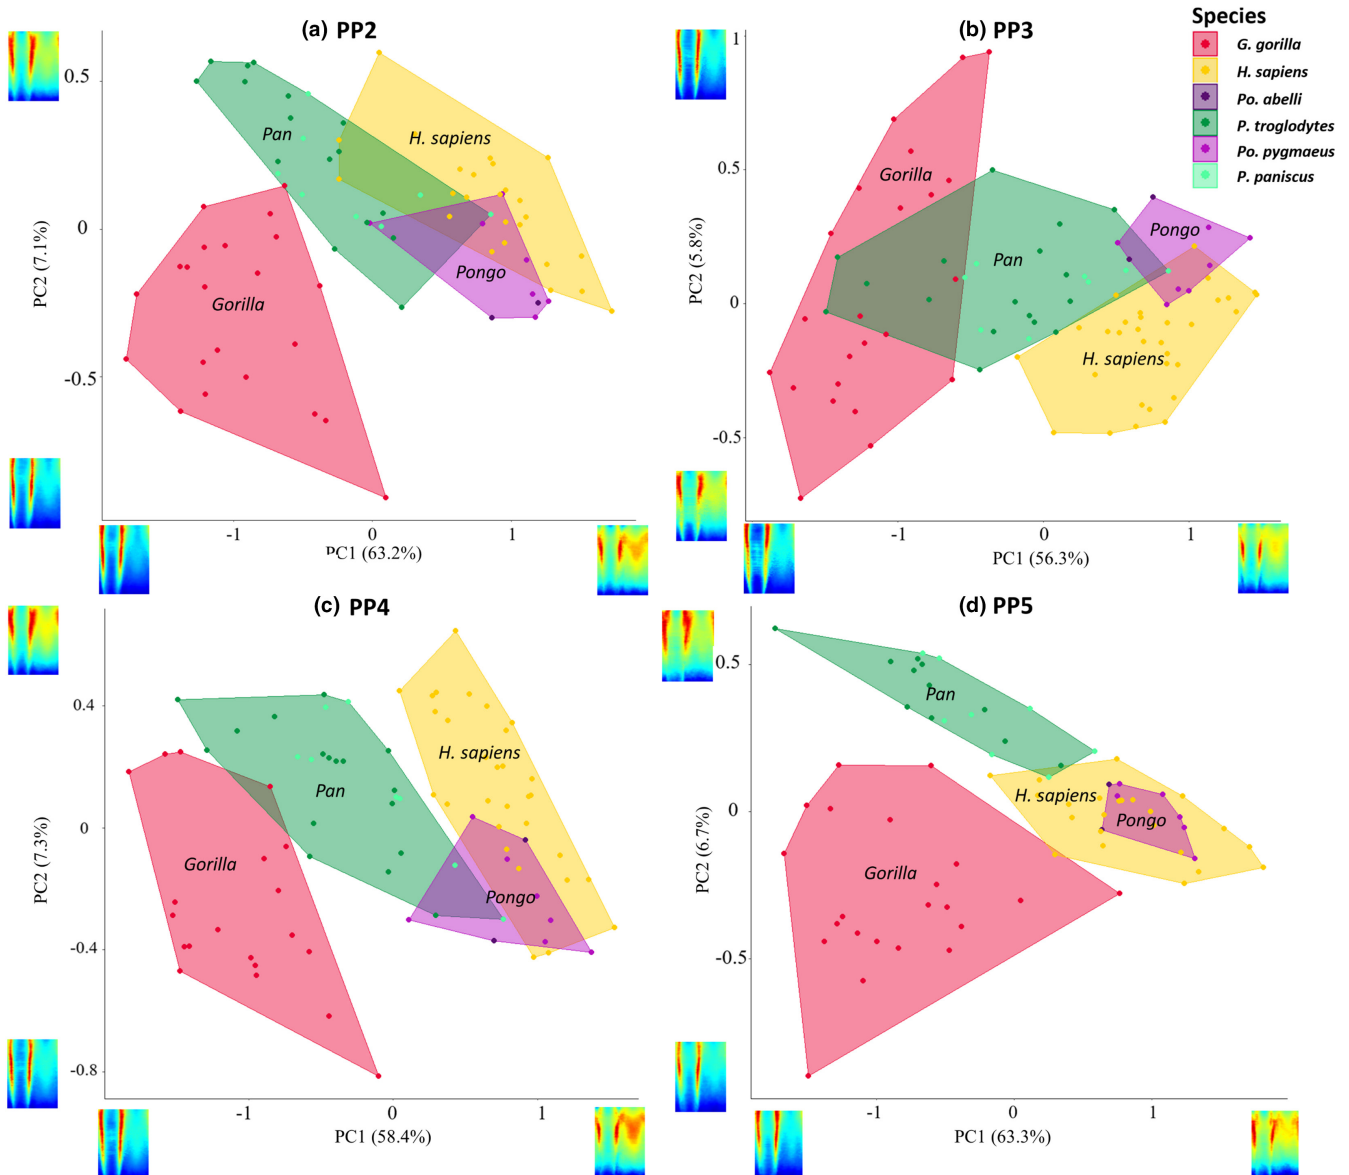 (a) PP2
0.5
0
-0.5
PC2 (7.1%)
Pan
H. sapiens
Pongo
Gorilla
-1
0
1
PC1 (63.2%)
(b) PP3
1
0.5
0
-0.5
PC2 (5.8%)
Gorilla
Pan
Pongo
H. sapiens
-1
0
1
PC1 (56.3%)
Species
G. gorilla
H. sapiens
Po. abelli
P. troglodytes
Po. pygmaeus
P. paniscus
(c) PP4
0.4
0
-0.4
-0.8
PC2 (7.3%)
H. sapiens
Pan
Gorilla
Pongo
-1
0
1
PC1 (58.4%)
(d) PP5
0.5
0
-0.5
PC2 (6.7%)
Pan
H. sapiens
Pongo
Gorilla
-1
0
1
PC1 (63.3%)